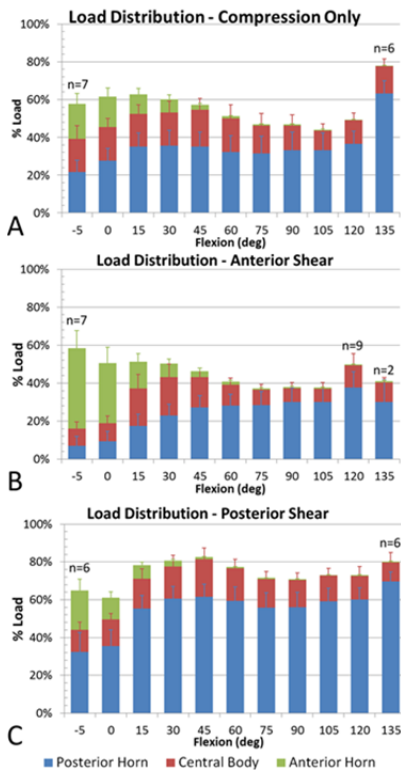 Load Distribution - Compression Only
100%
80%
60%
40%
20%
0%
% Load
n=7
n=6
-5 0 15 30 45 60 75 90 105 120 135
Flexion (deg)
A
Load Distribution - Anterior Shear
100%
80%
60%
40%
20%
0%
% Load
n=7
n=9
n=2
-5 0 15 30 45 60 75 90 105 120 135
Flexion (deg)
B
Load Distribution - Posterior Shear
100%
80%
60%
40%
20%
0%
% Load
n=6
n=6
-5 0 15 30 45 60 75 90 105 120 135
Flexion (deg)
C
Posterior Horn Central Body Anterior Horn